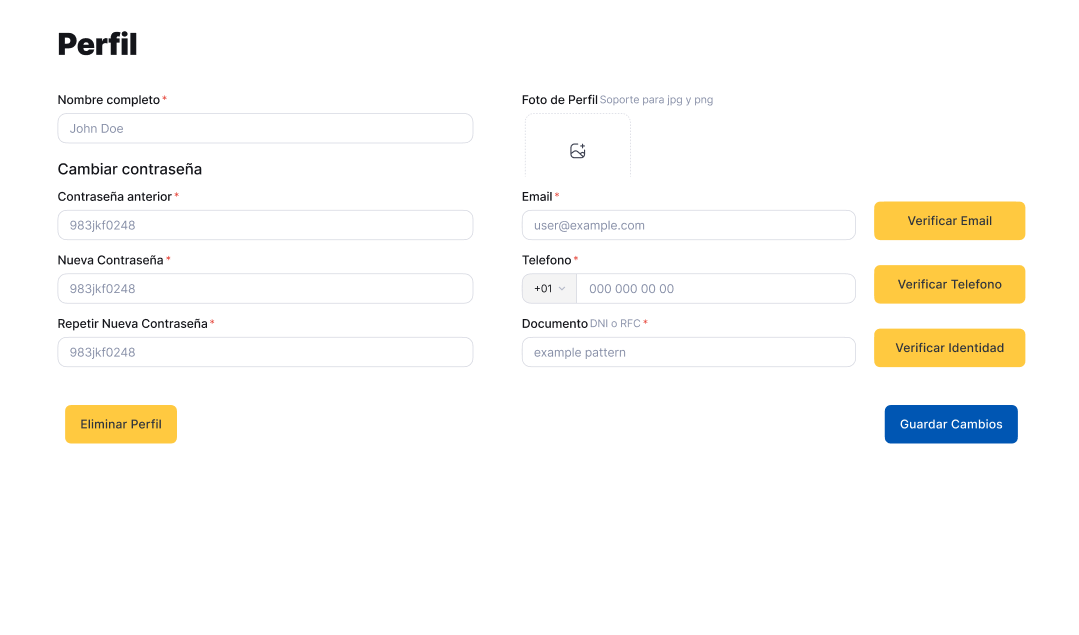 Perfil
Nombre completo *
John Doe
Cambiar contraseña
Contraseña anterior *
983jkf0248
Nueva Contraseña *
983jkf0248
Repetir Nueva Contraseña *
983jkf0248
Foto de Perfil Soporte para jpg y png
Email *
user@example.com
Verificar Email
Telefono *
+01
000 000 00 00
Verificar Telefono
Documento DNI o RFC *
example pattern
Verificar Identidad
Eliminar Perfil
Guardar Cambios